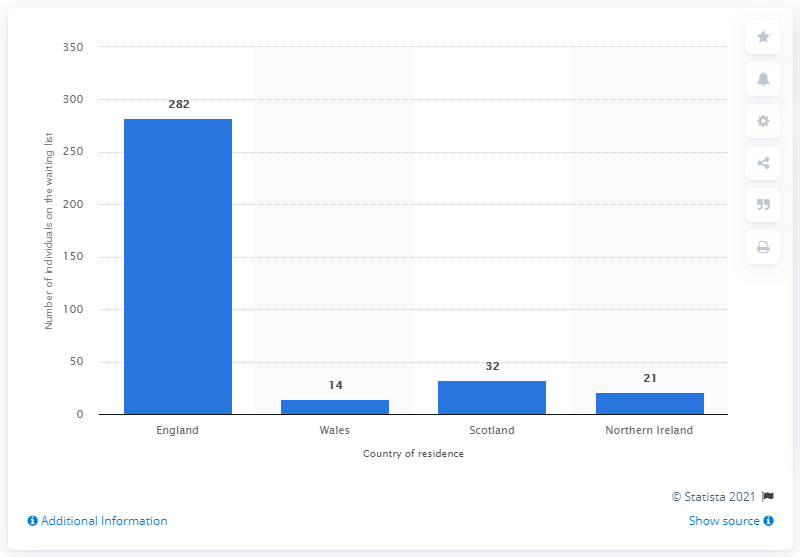 350
300
250
200
150
100
50
0
Number of individuals on the waiting list
282
14
32
21
England
Wales
Scotland
Northern Ireland
Country of residence
© Statista 2021
Additional Information
Show source